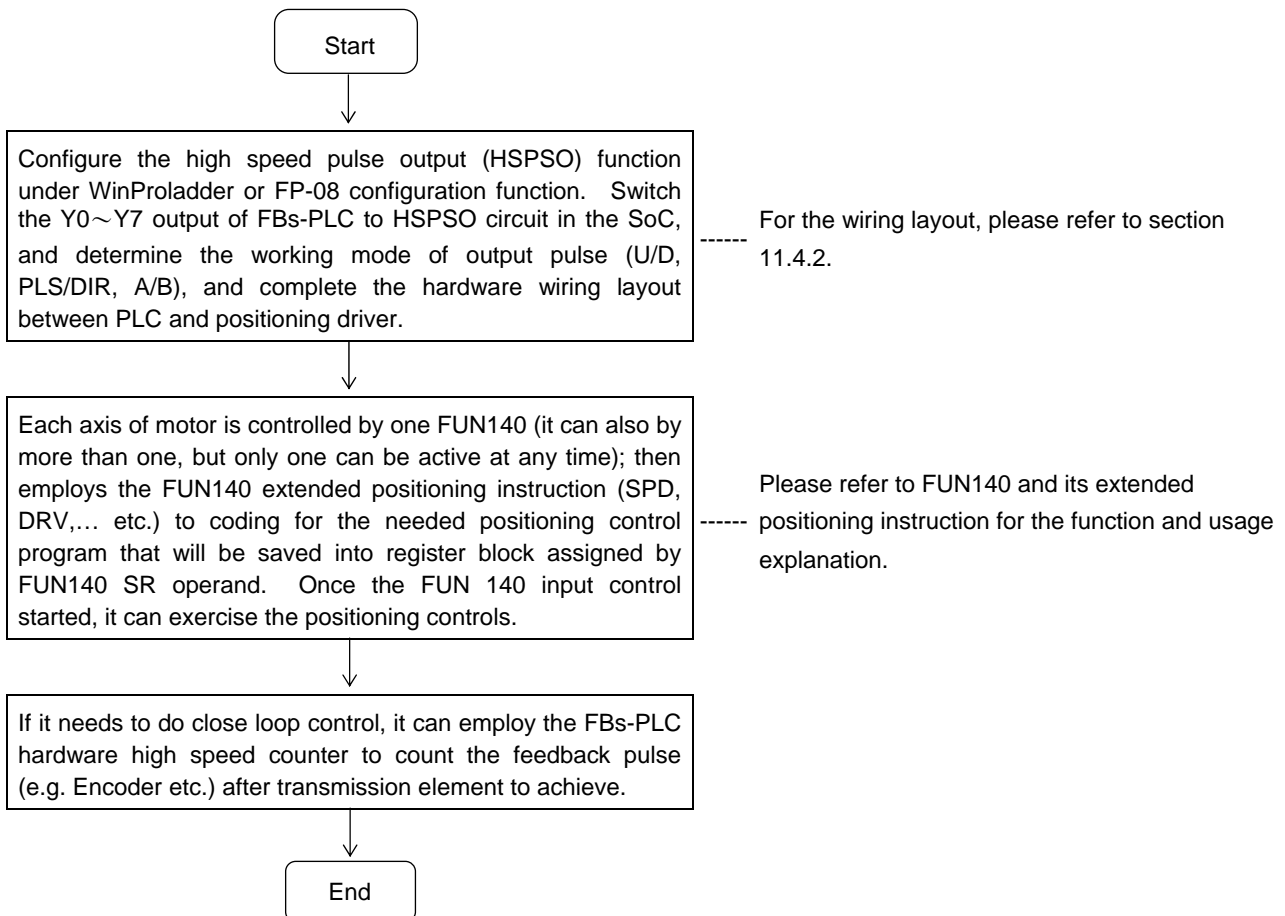 Start
Configure the high speed pulse output (HSPSO) function
under WinProladder or FP-08 configuration function. Switch
the Y0～Y7 output of FBs-PLC to HSPSO circuit in the SoC,
and determine the working mode of output pulse (U/D,
PLS/DIR, A/B), and complete the hardware wiring layout
between PLC and positioning driver.
------ For the wiring layout, please refer to section
11.4.2.
Each axis of motor is controlled by one FUN140 (it can also by
more than one, but only one can be active at any time); then
employs the FUN140 extended positioning instruction (SPD,
DRV,… etc.) to coding for the needed positioning control
program that will be saved into register block assigned by
FUN140 SR operand. Once the FUN 140 input control
started, it can exercise the positioning controls.
Please refer to FUN140 and its extended
------ positioning instruction for the function and usage
explanation.
If it needs to do close loop control, it can employ the FBs-PLC
hardware high speed counter to count the feedback pulse
(e.g. Encoder etc.) after transmission element to achieve.
End